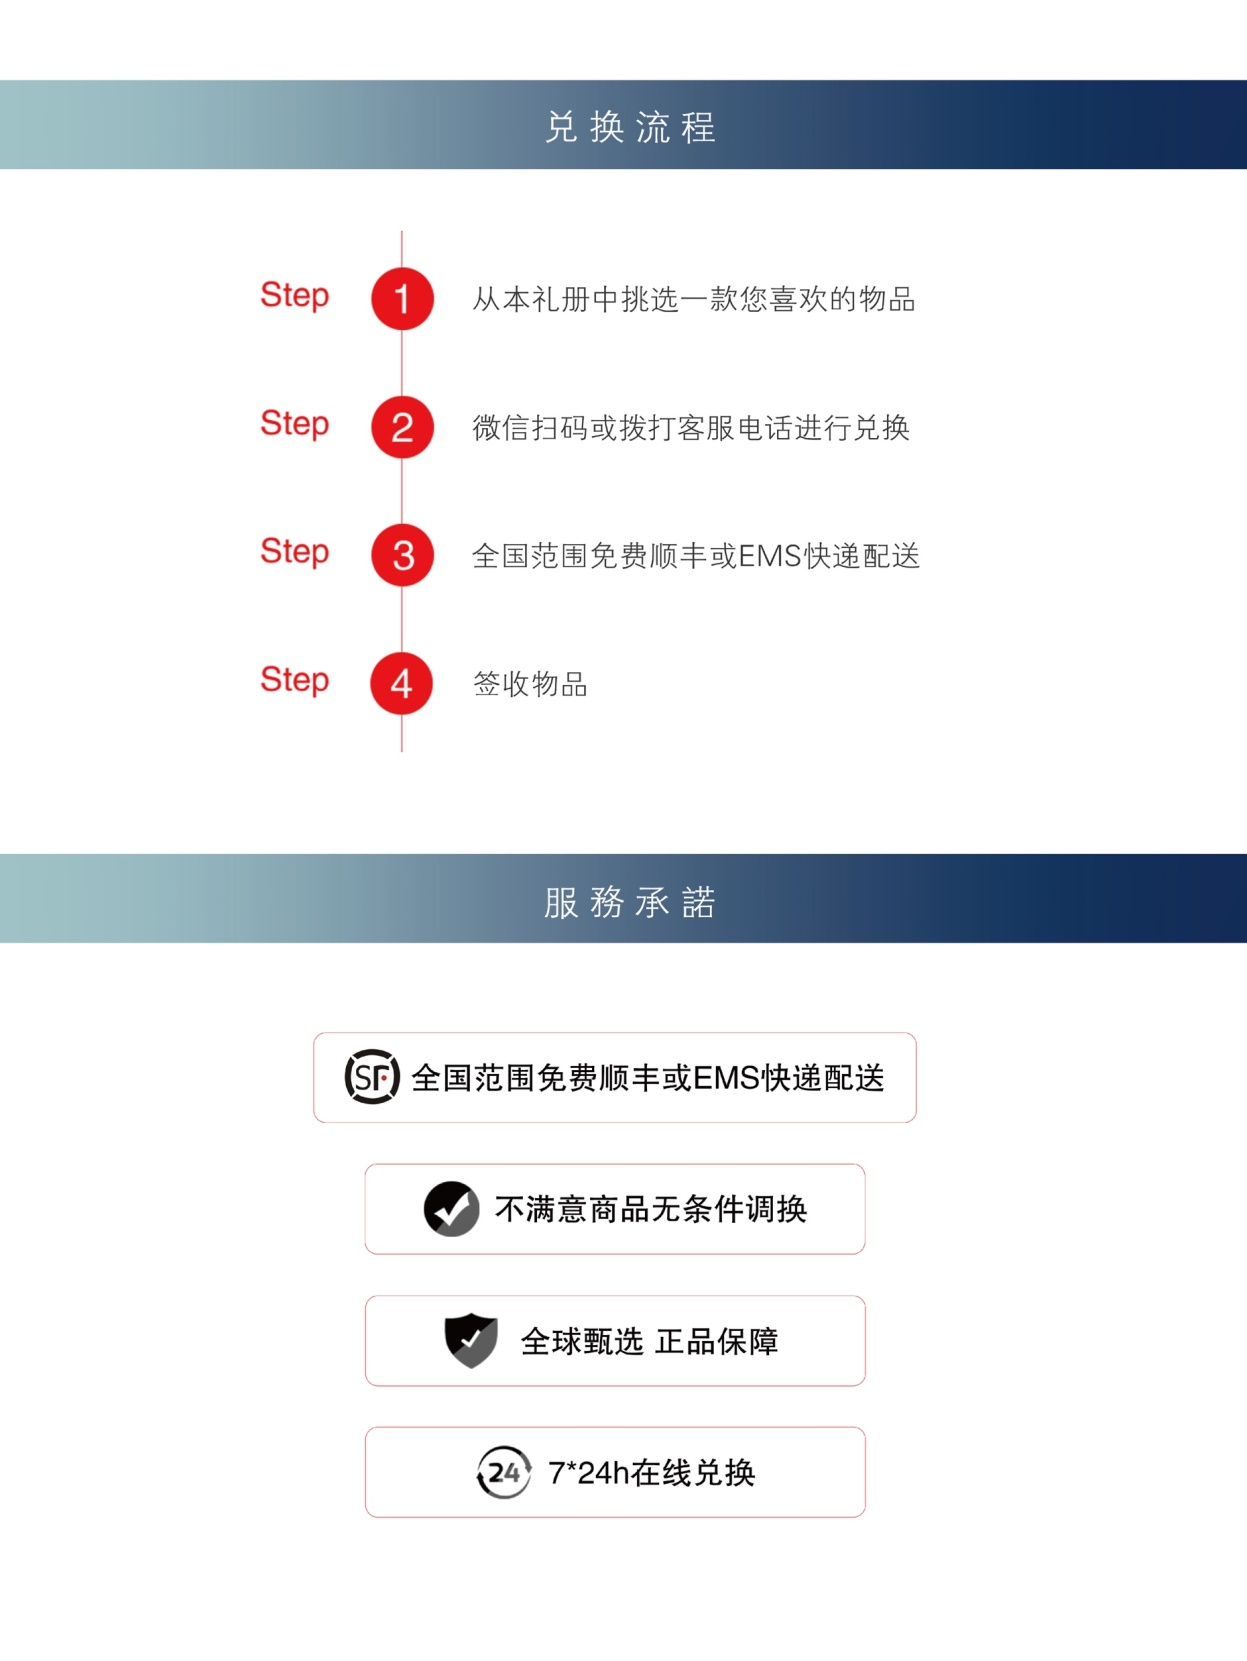 兑换流程
Step 1 从本礼册中挑选一款您喜欢的物品
Step 2 微信扫码或拨打客服电话进行兑换
Step 3 全国范围免费顺丰或EMS快递配送
Step 4 签收物品
服務承諾
SF 全国范围免费顺丰或EMS快递配送
不满意商品无条件调换
全球甄选 正品保障
24 7*24h在线兑换